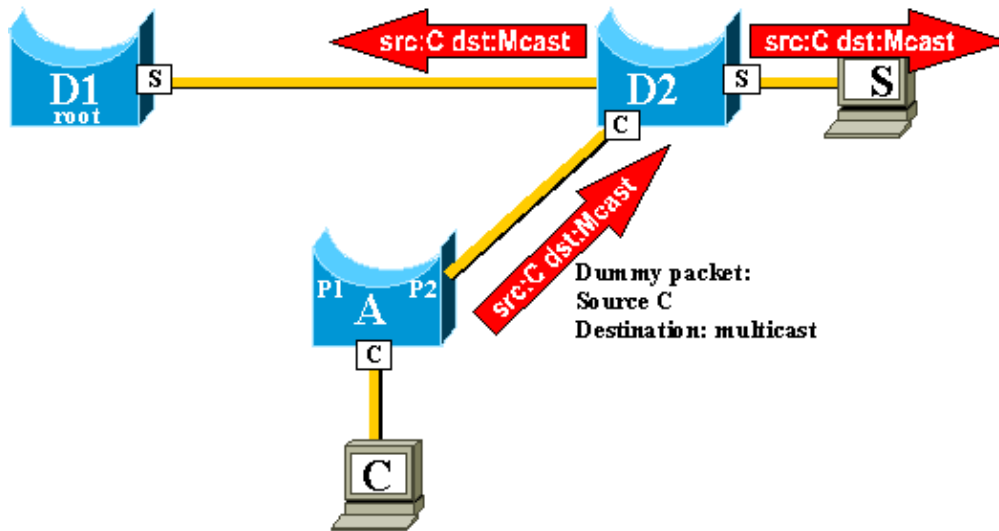 src:C dst:Mcast
src:C dst:Mcast
D1
root
S
D2
S
S
C
src:C dst:Mcast
P1
P2
A
Dummy packet:
Source C
Destination: multicast
C
C